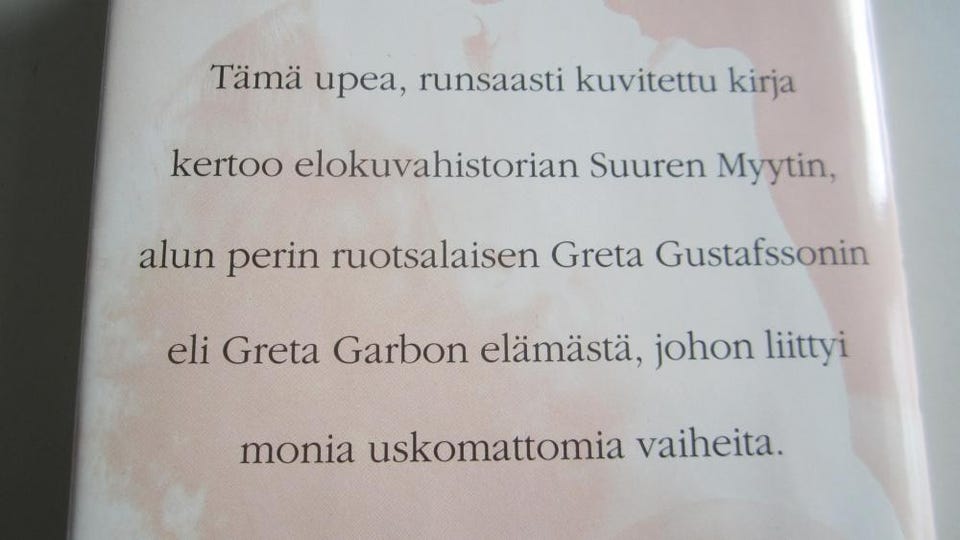 Tämä upea, runsaasti kuvitettu kirja
kertoo elokuvahistorian Suuren Myytin,
alun perin ruotsalaisen Greta Gustafssonin
eli Greta Garbon elämästä, johon liittyi
monia uskomattomia vaiheita.